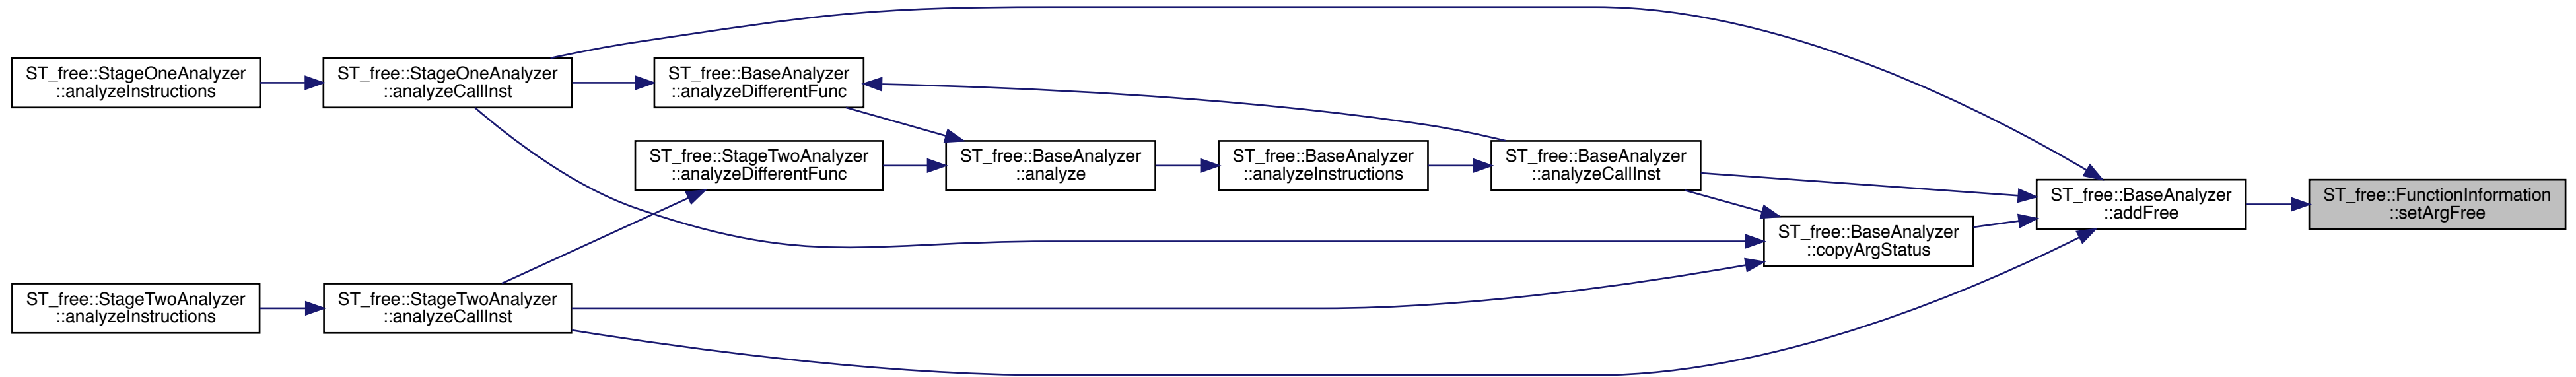 ST_free::StageOneAnalyzer
::analyzeInstructions
ST_free::StageOneAnalyzer
::analyzeCallInst
ST_free::BaseAnalyzer
::analyzeDifferentFunc
ST_free::StageTwoAnalyzer
::analyzeDifferentFunc
ST_free::BaseAnalyzer
::analyze
ST_free::BaseAnalyzer
::analyzeInstructions
ST_free::BaseAnalyzer
::analyzeCallInst
ST_free::BaseAnalyzer
::copyArgStatus
ST_free::BaseAnalyzer
::addFree
ST_free::FunctionInformation
::setArgFree
ST_free::StageTwoAnalyzer
::analyzeInstructions
ST_free::StageTwoAnalyzer
::analyzeCallInst